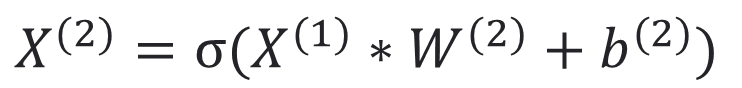 X⁽²⁾ = σ(X⁽¹⁾ * W⁽²⁾ + b⁽²⁾)